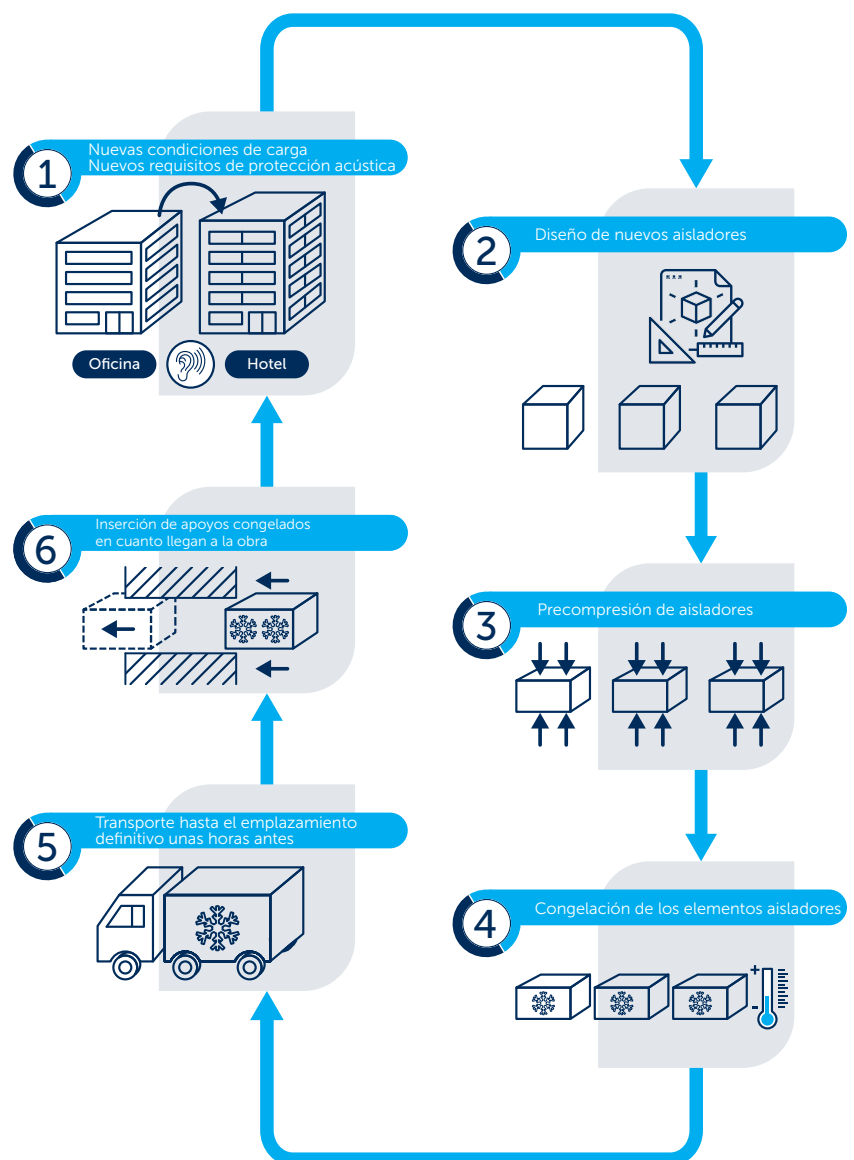 1
Nuevas condiciones de carga
Nuevos requisitos de protección acústica
Oficina
Hotel
2
Diseño de nuevos aisladores
3
Precompresión de aisladores
4
Congelación de los elementos aisladores
+
-
5
Transporte hasta el emplazamiento
definitivo unas horas antes
6
Inserción de apoyos congelados
en cuanto llegan a la obra